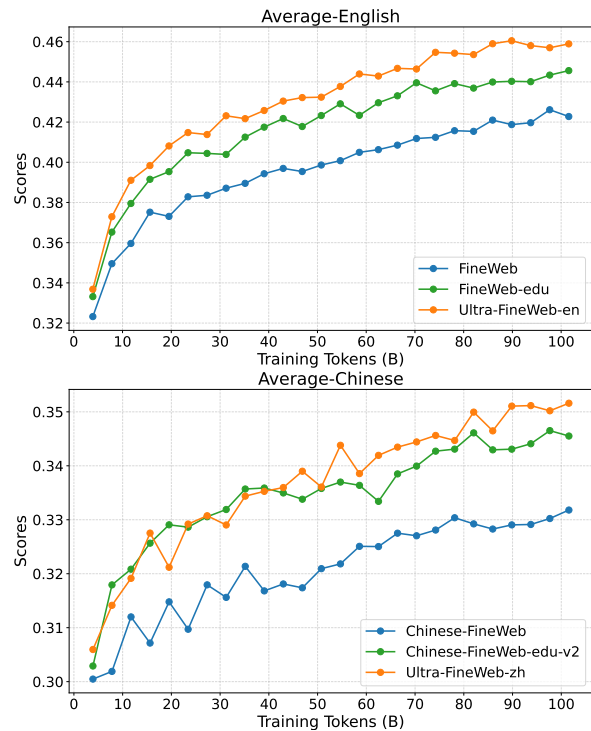 Average-English
0.46
0.44
0.42
0.40
0.38
0.36
0.34
0.32
Scores
FineWeb
FineWeb-edu
Ultra-FineWeb-en
0 10 20 30 40 50 60 70 80 90 100
Training Tokens (B)
Average-Chinese
0.35
0.34
0.33
0.32
0.31
0.30
Scores
Chinese-FineWeb
Chinese-FineWeb-edu-v2
Ultra-FineWeb-zh
0 10 20 30 40 50 60 70 80 90 100
Training Tokens (B)